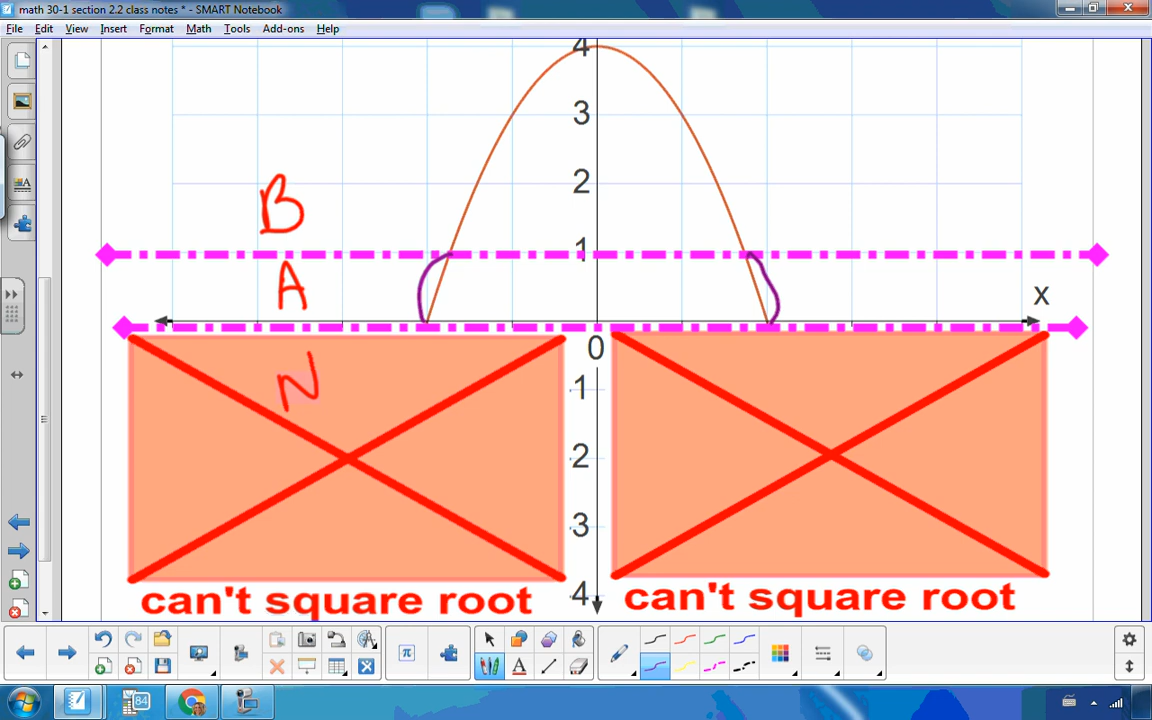 math 30-1 section 2.2 class notes * - SMART Notebook
File Edit View Insert Format Math Tools Add-ons Help
4
3
2
B
1
A
x
0
N
1
2
3
4
can't square root can't square root
π A
84